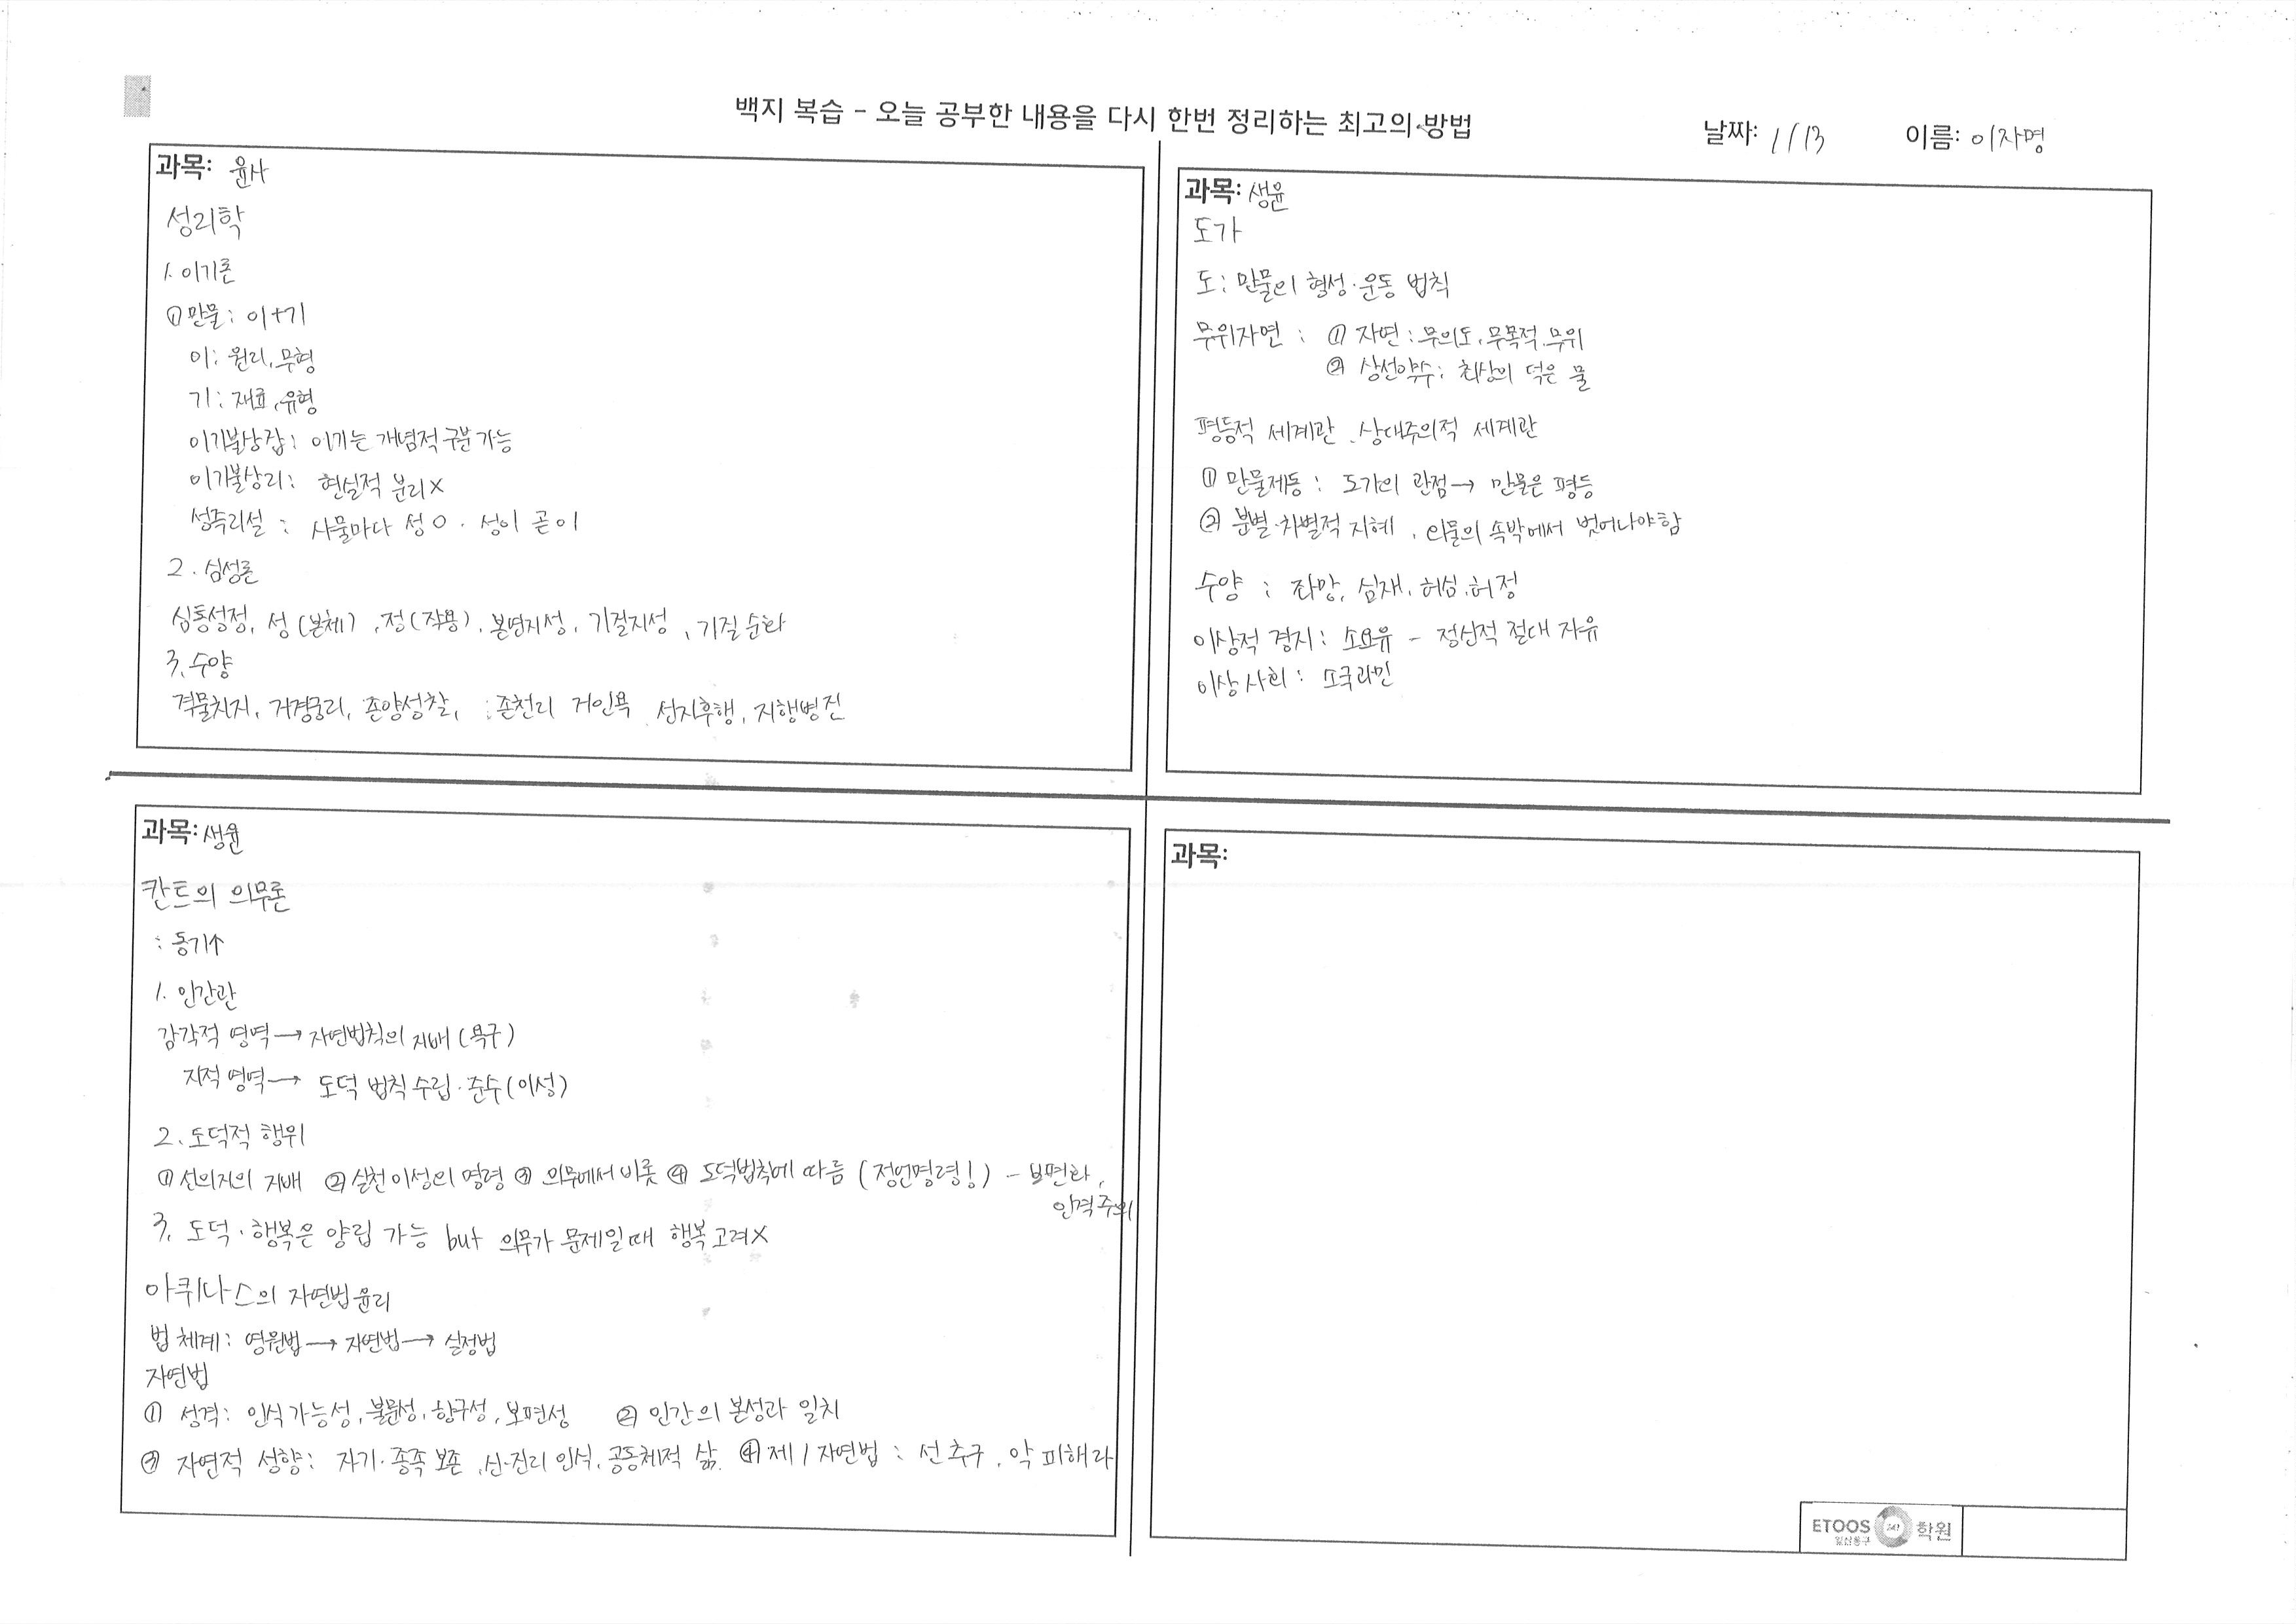 백지 복습 - 오늘 공부한 내용을 다시 한번 정리하는 최고의 방법
날짜: 1/13 이름: 이자명
과목: 윤사
성리학
1. 이기론
① 만물: 이+기
이: 원리, 무형
기: 재료, 유형
이기불상잡: 이기는 개념적 구분 가능
이기불상리: 현실적 분리X
성즉리설: 사물마다 성O. 성이 곧 이
2. 심성론
심통성정, 성(본체), 정(작용), 본연지성, 기질지성, 기질 순화
3. 수양
격물치지, 거경궁리, 존양성찰, : 존천리 거인욕 선지후행, 지행병진
과목: 생윤
도가
도: 만물의 형성·운동 법칙
무위자연: ① 자연: 무의도, 무목적, 무위
② 상선약수: 최상의 덕은 물
평등적 세계관, 상대주의적 세계관
① 만물제동: 도가의 관점→ 만물은 평등
② 분별·차별적 지혜, 외물의 속박에서 벗어나야함
수양: 좌망, 심재, 허심, 허정
이상적 경지: 소요유 - 정신적 절대 자유
이상 사회: 소국과민
과목: 생윤
칸트의 의무론
: 동기↑
1. 인간관
감각적 영역→ 자연법칙의 지배(욕구)
지적 영역→ 도덕 법칙 수립·준수(이성)
2. 도덕적 행위
① 선의지의 지배 ② 실천 이성의 명령 ③ 의무에서 비롯 ④ 도덕법칙에 따름 (정언명령!) - 보편화,
인격주의
3. 도덕·행복은 양립 가능 but 의무가 문제일 때 행복 고려X
아퀴나스의 자연법 윤리
법 체계: 영원법→ 자연법→ 실정법
자연법
① 성격: 인식 가능성, 불문성, 항구성, 보편성 ② 인간의 본성과 일치
③ 자연적 성향: 자기·종족 보존, 신·진리 인식, 공동체적 삶. ④ 제1자연법: 선 추구, 악 피해라
과목:
ETOOS 247 학원